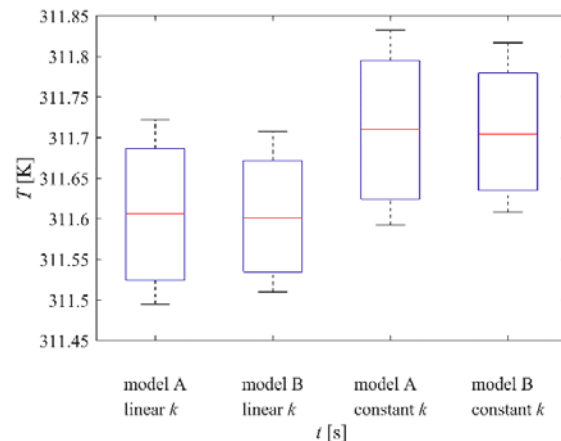 311.85
311.8
311.75
311.7
311.65
311.6
311.55
311.5
311.45
T [K]
model A model B model A model B
linear k linear k constant k constant k
t [s]